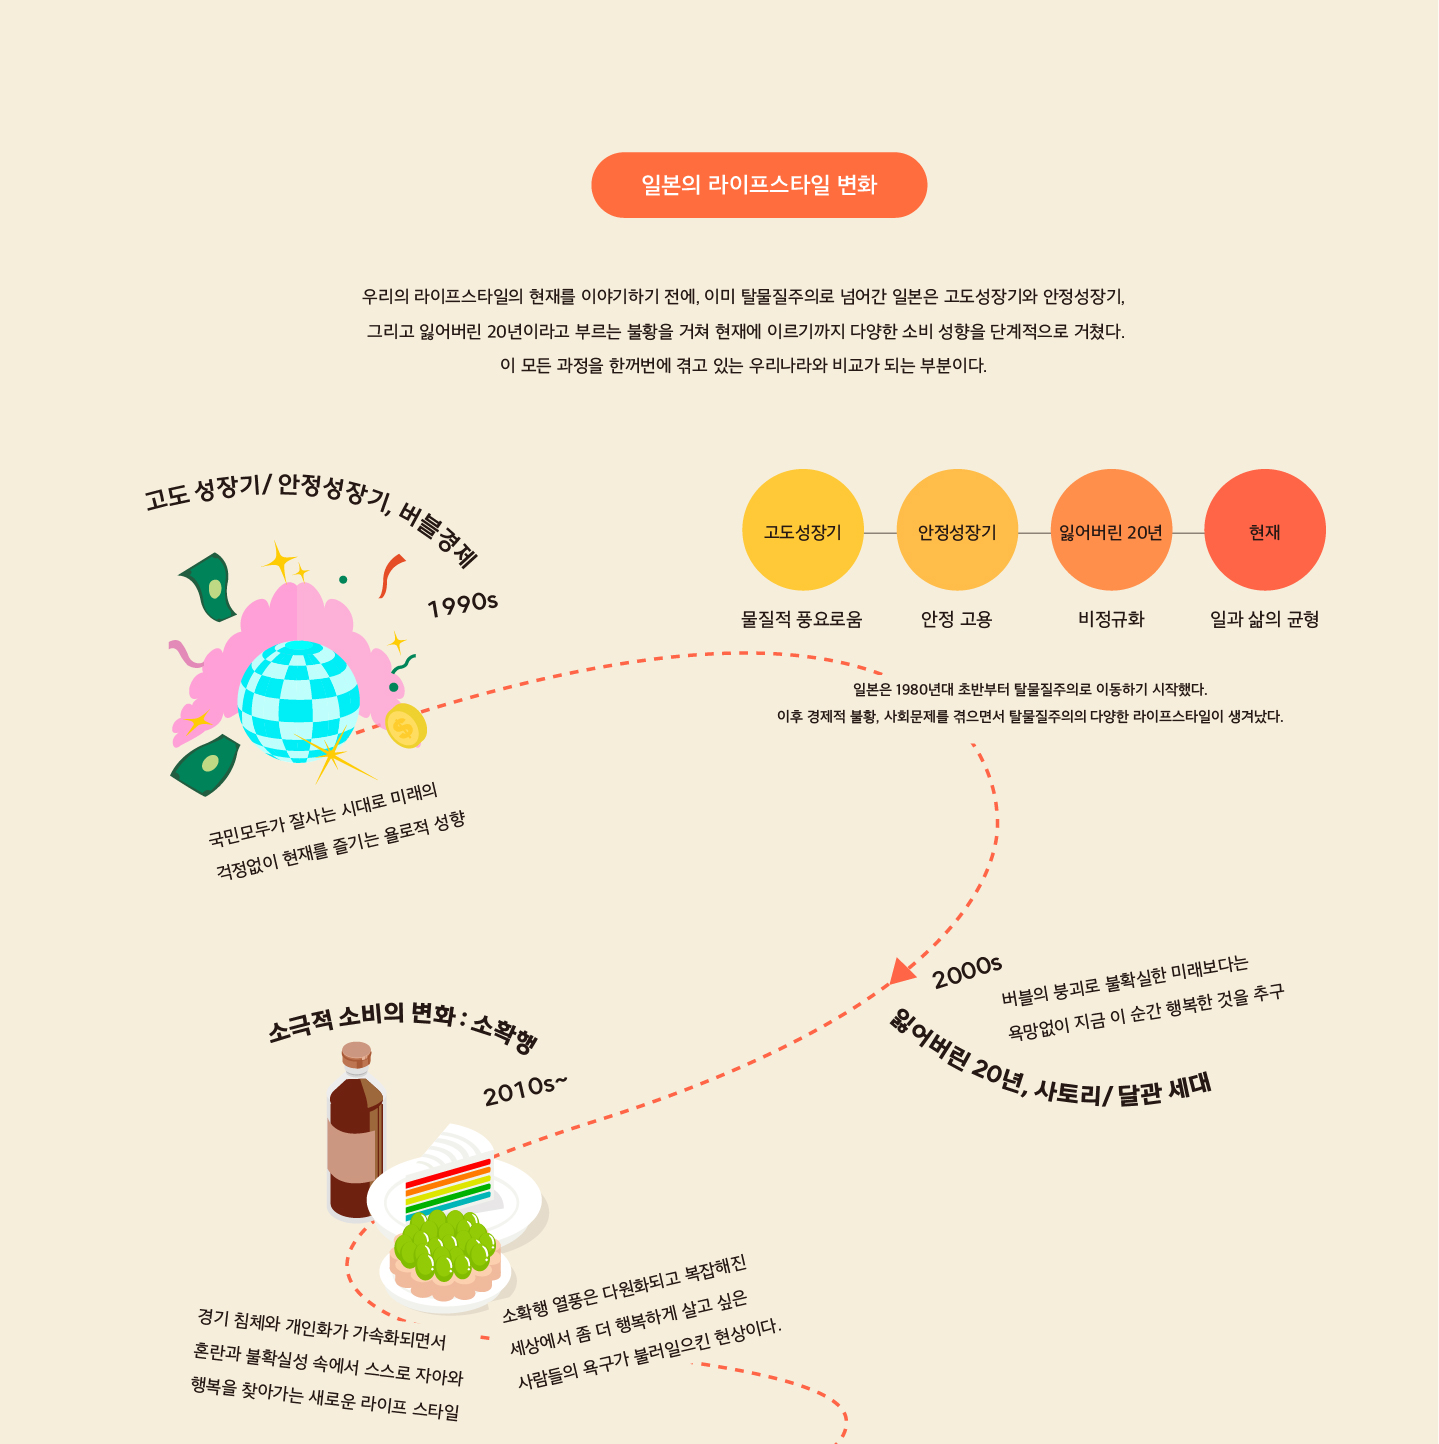 일본의 라이프스타일 변화
우리의 라이프스타일의 현재를 이야기하기 전에, 이미 탈물질주의로 넘어간 일본은 고도성장기와 안정성장기,
그리고 잃어버린 20년이라고 부르는 불황을 거쳐 현재에 이르기까지 다양한 소비 성향을 단계적으로 거쳤다.
이 모든 과정을 한꺼번에 겪고 있는 우리나라와 비교가 되는 부분이다.
고도 성장기/ 안정성장기, 버블경제
1990s
국민모두가 잘사는 시대로 미래의
걱정없이 현재를 즐기는 욜로적 성향
고도성장기
안정성장기
잃어버린 20년
현재
물질적 풍요로움
안정 고용
비정규화
일과 삶의 균형
일본은 1980년대 초반부터 탈물질주의로 이동하기 시작했다.
이후 경제적 불황, 사회문제를 겪으면서 탈물질주의의 다양한 라이프스타일이 생겨났다.
2000s
버블의 붕괴로 불확실한 미래보다는
욕망없이 지금 이 순간 행복한 것을 추구
잃어버린 20년, 사토리/ 달관 세대
소극적 소비의 변화 : 소확행
2010s~
소확행 열풍은 다원화되고 복잡해진
세상에서 좀 더 행복하게 살고 싶은
사람들의 욕구가 불러일으킨 현상이다.
경기 침체와 개인화가 가속화되면서
혼란과 불확실성 속에서 스스로 자아와
행복을 찾아가는 새로운 라이프 스타일